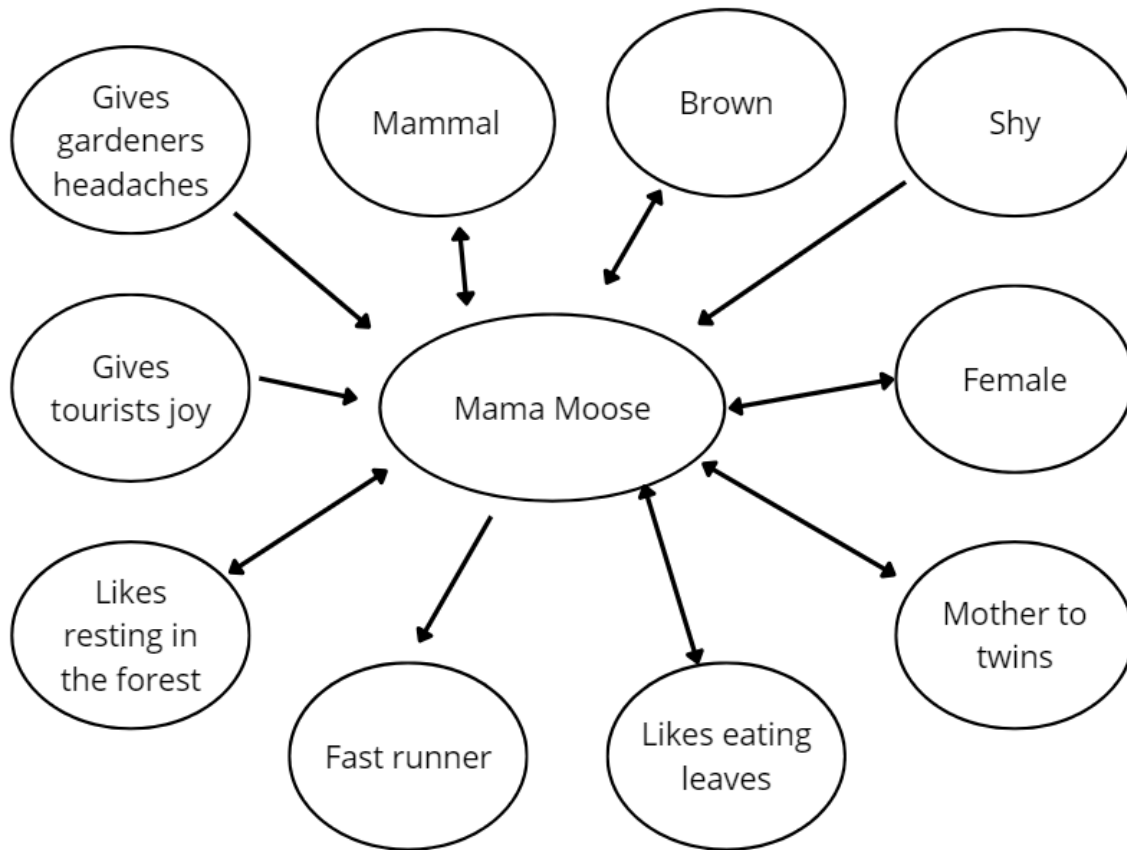 Gives
gardeners
headaches
Mammal
Brown
Shy
Gives
tourists joy
Mama Moose
Female
Likes
resting in
the forest
Fast runner
Likes eating
leaves
Mother to
twins